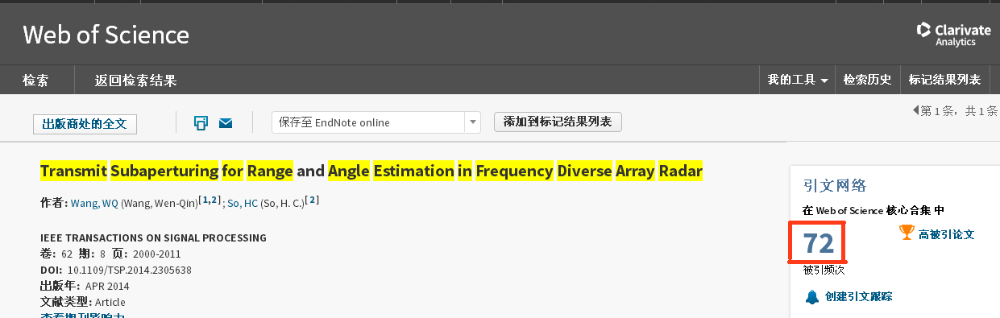 Web of Science
Clarivate
Analytics
检索
返回检索结果
我的工具
检索历史
标记结果列表
出版商处的全文
保存至 EndNote online
添加到标记结果列表
第 1 条，共 1 条
Transmit Subaperturing for Range and Angle Estimation in Frequency Diverse Array Radar
作者: Wang, WQ (Wang, Wen-Qin)[ 1,2 ] ; So, HC (So, H. C.)[ 2 ]
IEEE TRANSACTIONS ON SIGNAL PROCESSING
卷: 62 期: 8 页: 2000-2011
DOI: 10.1109/TSP.2014.2305638
出版年: APR 2014
文献类型: Article
查看期刊影响力
引文网络
在 Web of Science 核心合集 中
72
高被引论文
被引频次
创建引文跟踪